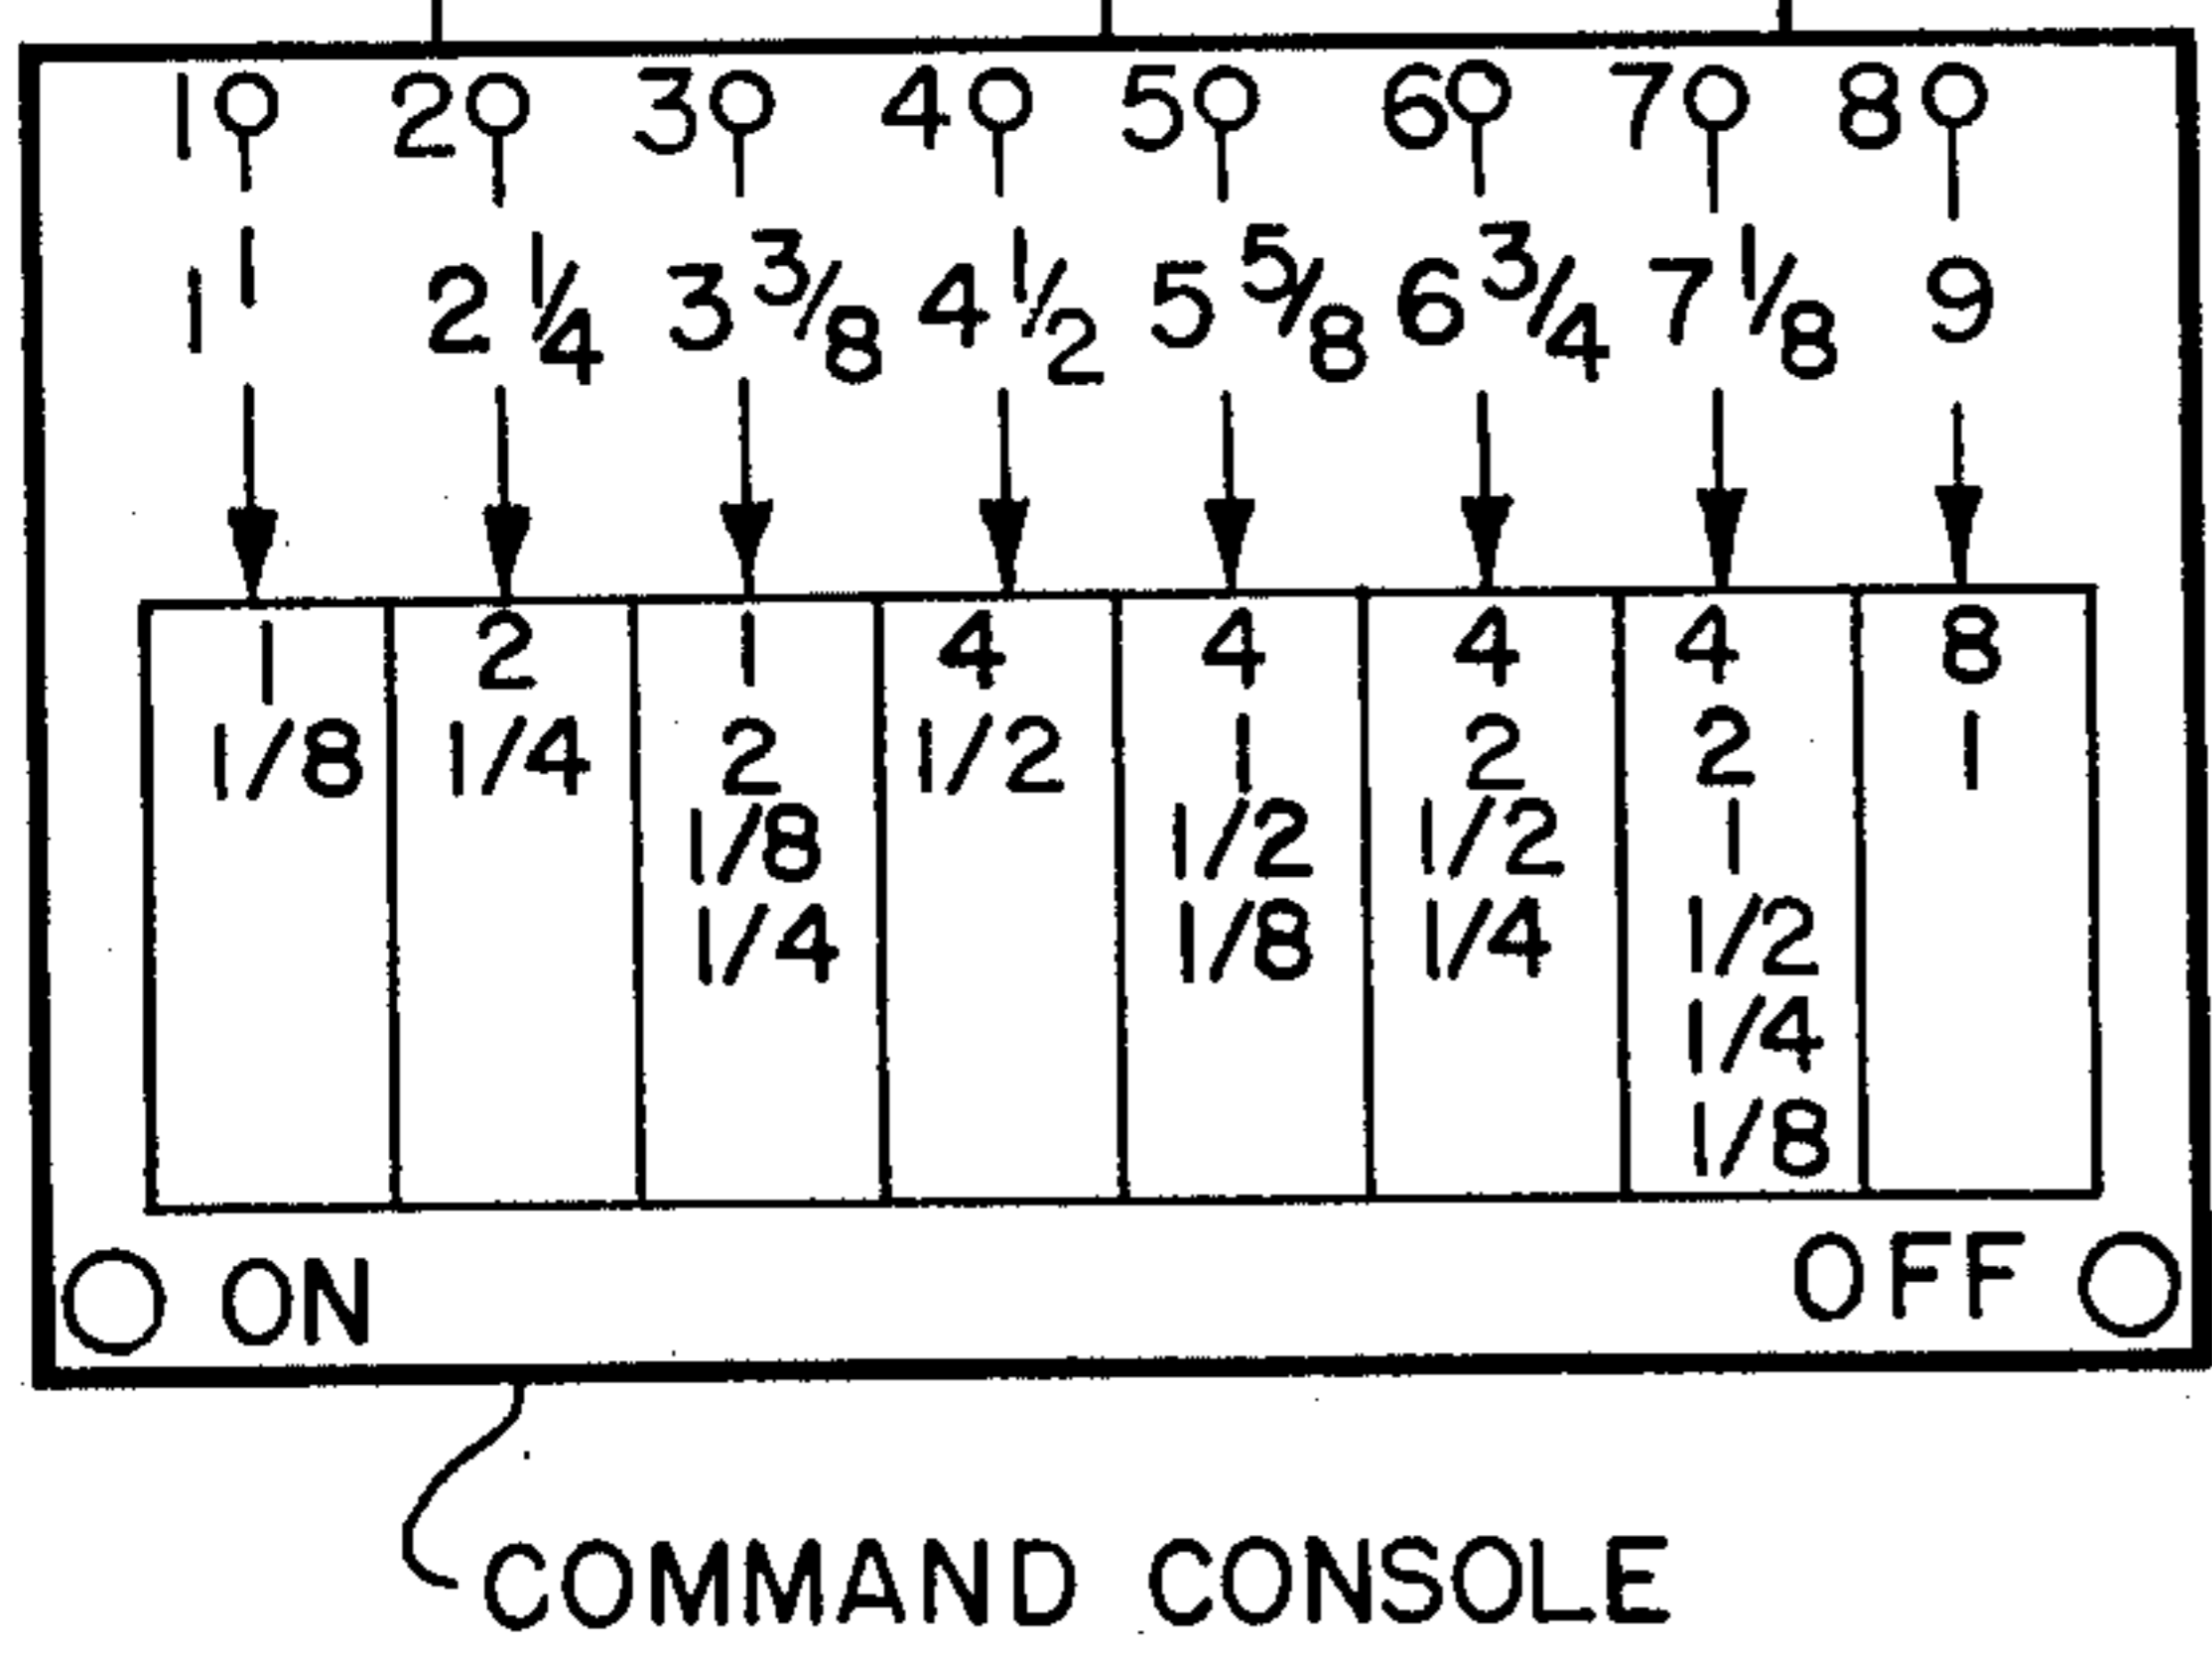 1 2 3 4 5 6 7 8
1 2 1/4 3 3/8 4 1/2 5 5/8 6 3/4 7 1/8 9
1 2 1 4 4 4 4 8
1/8 1/4 2 1/2 1 2 2 1
1/8 1/2 1/2 1
1/4 1/8 1/4 1/2
1/4
1/8
ON OFF
COMMAND CONSOLE